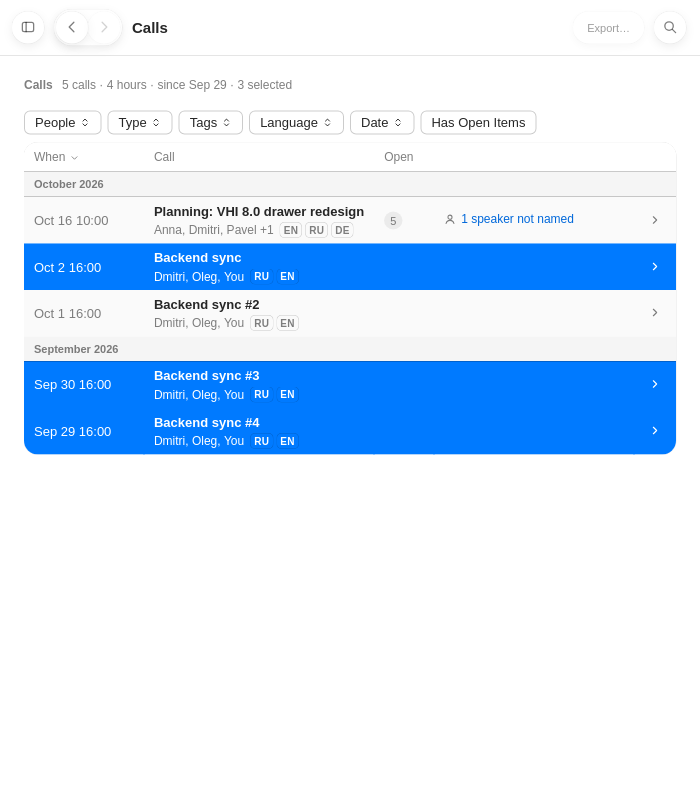 Calls
Export…
Calls 5 calls · 4 hours · since Sep 29 · 3 selected
People Type Tags Language Date Has Open Items
When Call Open
October 2026
Oct 16 10:00 Planning: VHI 8.0 drawer redesign 5 1 speaker not named
Anna, Dmitri, Pavel +1 EN RU DE
Oct 2 16:00 Backend sync
Dmitri, Oleg, You RU EN
Oct 1 16:00 Backend sync #2
Dmitri, Oleg, You RU EN
September 2026
Sep 30 16:00 Backend sync #3
Dmitri, Oleg, You RU EN
Sep 29 16:00 Backend sync #4
Dmitri, Oleg, You RU EN